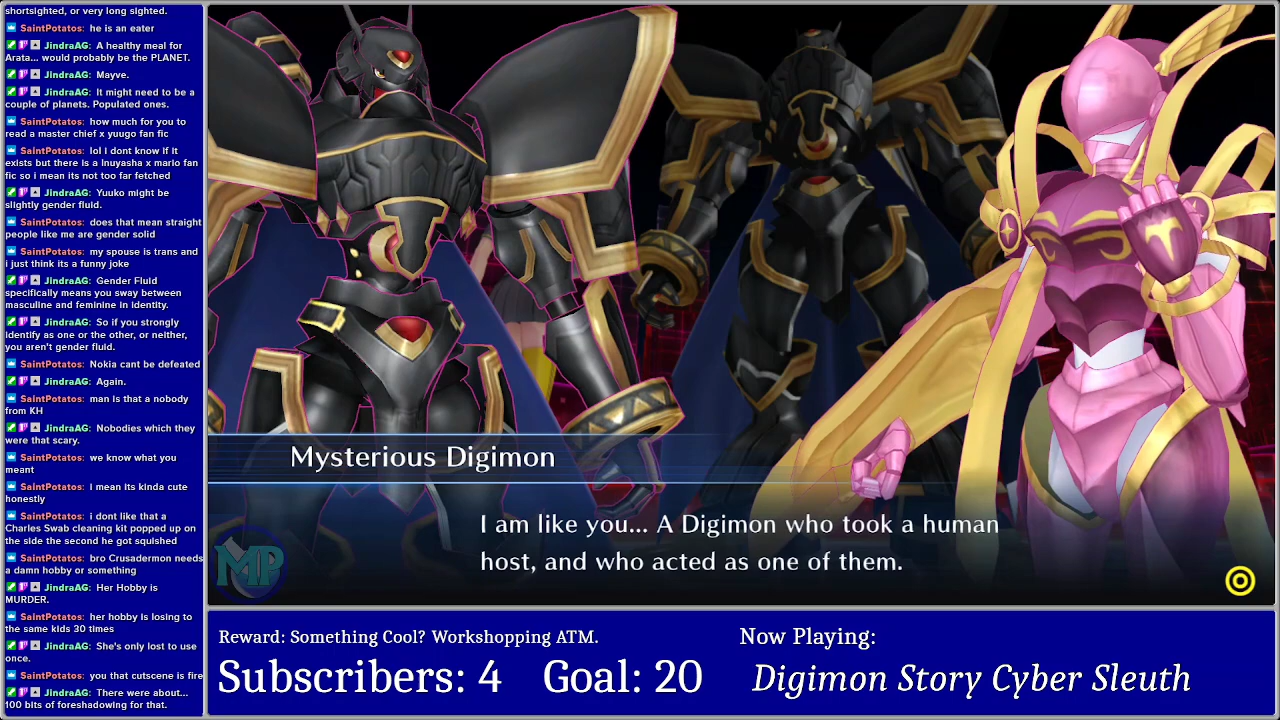 shortsighted, or very long sighted.
SaintPotatos: he is an eater
JindraAG: A healthy meal for
Arata... would probably be the PLANET.
JindraAG: Mayve.
JindraAG: It might need to be a
couple of planets. Populated ones.
SaintPotatos: how much for you to
read a master chief x yuugo fan fic
SaintPotatos: lol i dont know if it
exists but there is a inuyasha x mario fan
fic so i mean its not too far fetched
JindraAG: Yuuko might be
slightly gender fluid.
SaintPotatos: does that mean straight
people like me are gender solid
SaintPotatos: my spouse is trans and
i just think its a funny joke
JindraAG: Gender Fluid
specifically means you sway between
masculine and feminine in identity.
JindraAG: So if you strongly
identify as one or the other, or neither,
you aren't gender fluid.
SaintPotatos: Nokia cant be defeated
JindraAG: Again.
SaintPotatos: man is that a nobody
from KH
JindraAG: Nobodies which they
were that scary.
SaintPotatos: we know what you
meant
SaintPotatos: I mean its kinda cute
honestly
SaintPotatos: i dont like that a
Charles Swab cleaning kit popped up on
the side the second he got squished
SaintPotatos: bro Crusadermon needs
a damn hobby or something
JindraAG: Her Hobby is
MURDER.
SaintPotatos: her hobby is losing to
the same kids 30 times
JindraAG: She's only lost to use
once.
SaintPotatos: you that cutscene is fire
JindraAG: There were about...
100 bits of foreshadowing for that.
Mysterious Digimon
I am like you... A Digimon who took a human
host, and who acted as one of them.
MP
Reward: Something Cool? Workshopping ATM.
Subscribers: 4 Goal: 20
Now Playing:
Digimon Story Cyber Sleuth